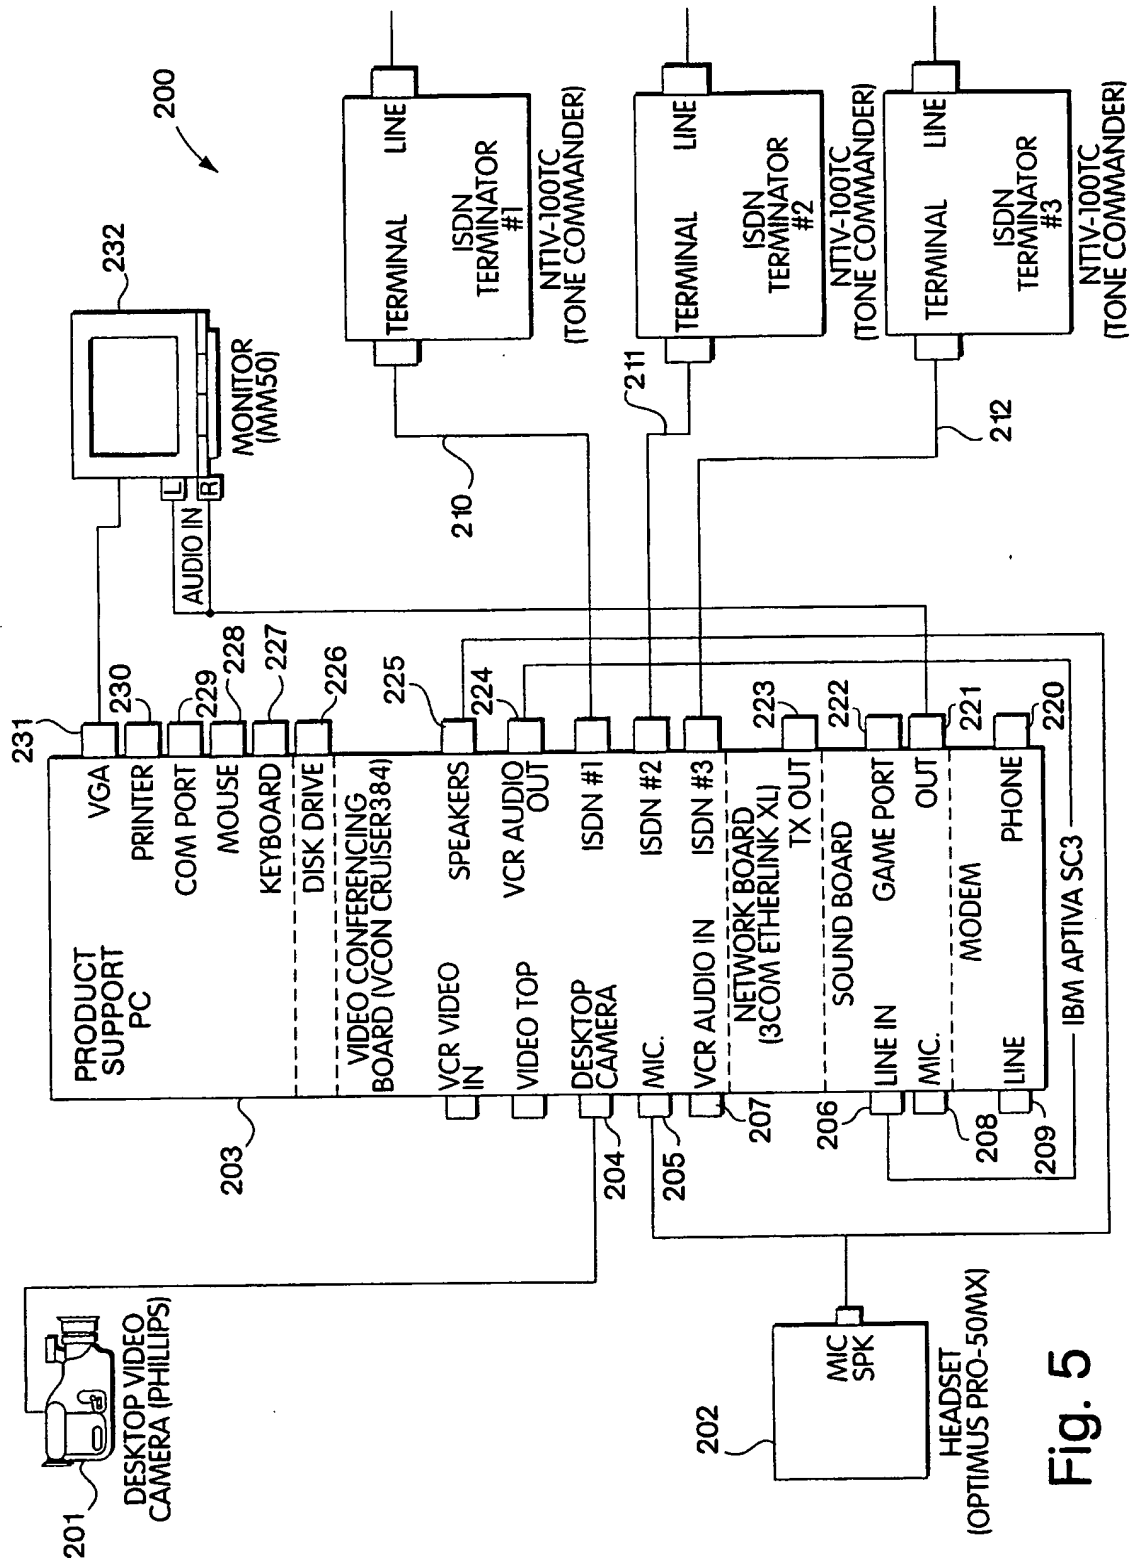 200
201
DESKTOP VIDEO
CAMERA (PHILLIPS)
202
MIC
SPK
HEADSET
(OPTIMUS PRO-50MX)
203
PRODUCT
SUPPORT
PC
VGA
231
PRINTER
230
COM PORT
229
MOUSE
228
KEYBOARD
227
DISK DRIVE
226
VIDEO CONFERENCING
BOARD (VCON CRUISER384)
VCR VIDEO
IN
SPEAKERS
225
VIDEO TOP
VCR AUDIO
OUT
224
DESKTOP
CAMERA
204
ISDN #1
MIC.
205
ISDN #2
VCR AUDIO IN
207
ISDN #3
NETWORK BOARD
(3COM ETHERLINK XL)
TX OUT
223
SOUND BOARD
LINE IN
206
GAME PORT
222
MIC.
208
OUT
221
MODEM
LINE
209
PHONE
220
IBM APTIVA SC3
232
L
R
AUDIO IN
MONITOR
(MM50)
210
TERMINAL
LINE
ISDN
TERMINATOR
#1
NT1V-100TC
(TONE COMMANDER)
211
TERMINAL
LINE
ISDN
TERMINATOR
#2
NT1V-100TC
(TONE COMMANDER)
212
TERMINAL
LINE
ISDN
TERMINATOR
#3
NT1V-100TC
(TONE COMMANDER)
Fig. 5